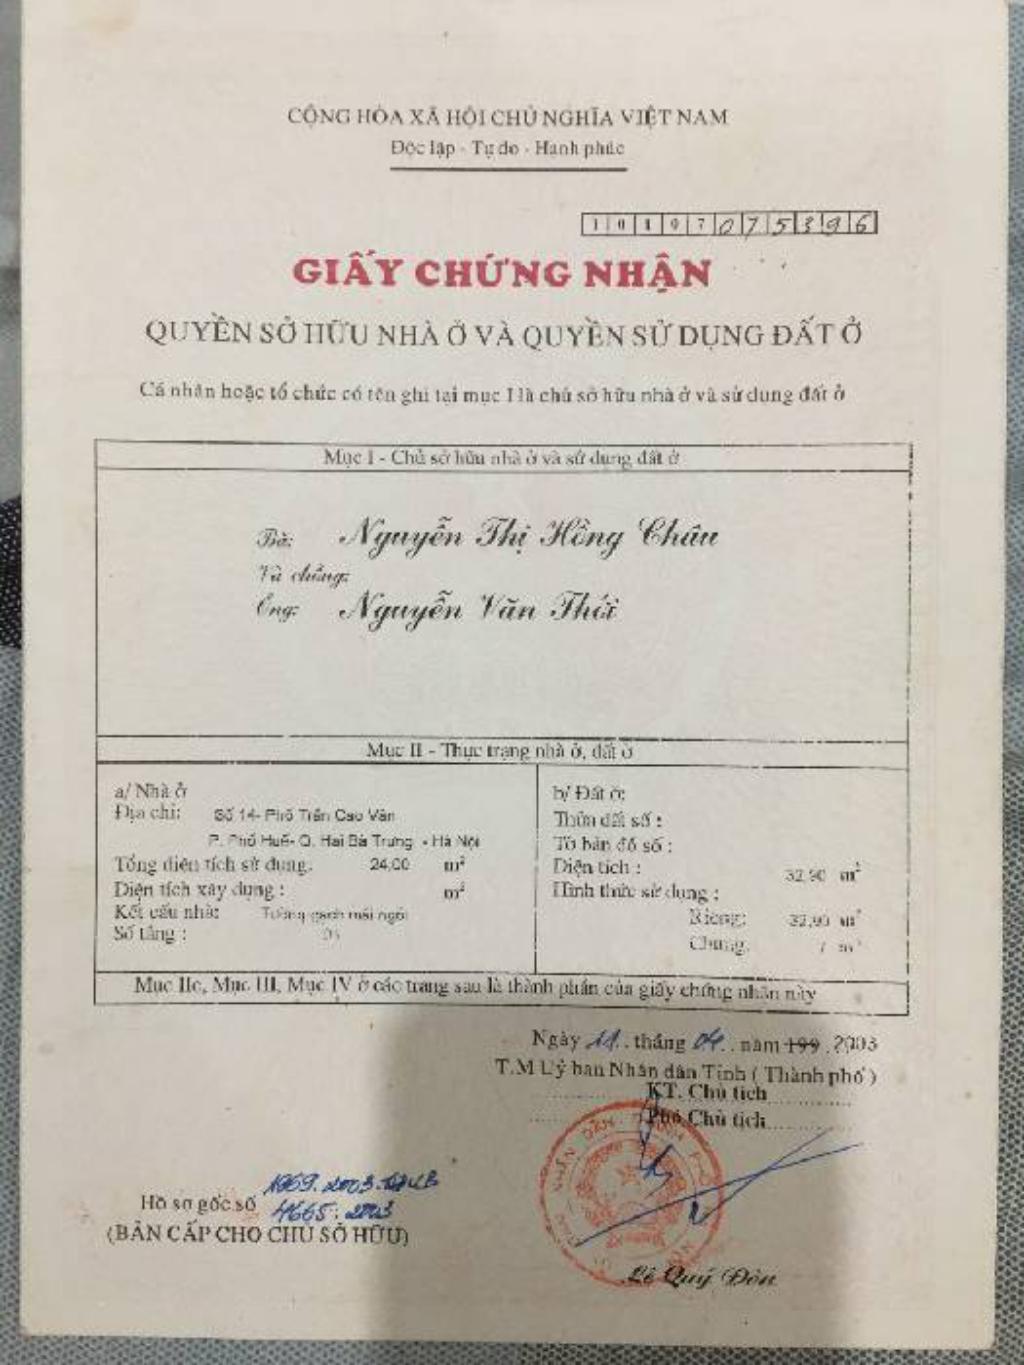 CỘNG HÒA XÃ HỘI CHỦ NGHĨA VIỆT NAM
Độc lập - Tự do - Hạnh phúc
10107075396
GIẤY CHỨNG NHẬN
QUYỀN SỞ HỮU NHÀ Ở VÀ QUYỀN SỬ DỤNG ĐẤT Ở
Cá nhân hoặc tổ chức có tên ghi tại mục I là chủ sở hữu nhà ở và sử dụng đất ở
Mục I - Chủ sở hữu nhà ở và sử dụng đất ở
Bà: Nguyễn Thị Hồng Châu
Và chồng:
Ông: Nguyễn Văn Thới
Mục II - Thực trạng nhà ở, đất ở
a/ Nhà ở
Địa chỉ: Số 14- Phố Trần Cao Vân
P. Phố Huế- Q. Hai Bà Trưng - Hà Nội
Tổng diện tích sử dụng: 24,00 m²
Diện tích xây dựng : m²
Kết cấu nhà: Tường gạch mái ngói
Số tầng : 01
b/ Đất ở:
Thửa đất số :
Tờ bản đồ số :
Diện tích : 32,90 m²
Hình thức sử dụng :
Riêng: 32,90 m²
Chung: / m²
Mục IIc, Mục III, Mục IV ở các trang sau là thành phần của giấy chứng nhận này
Ngày 11.. tháng 04.. năm 199 . 2003
T.M Uỷ ban Nhân dân Tỉnh ( Thành phố )
KT. Chủ tịch
Phó Chủ tịch
Hồ sơ gốc số 1969.2003
4665.2003
(BẢN CẤP CHO CHỦ SỞ HỮU)
Lê Quý Đôn